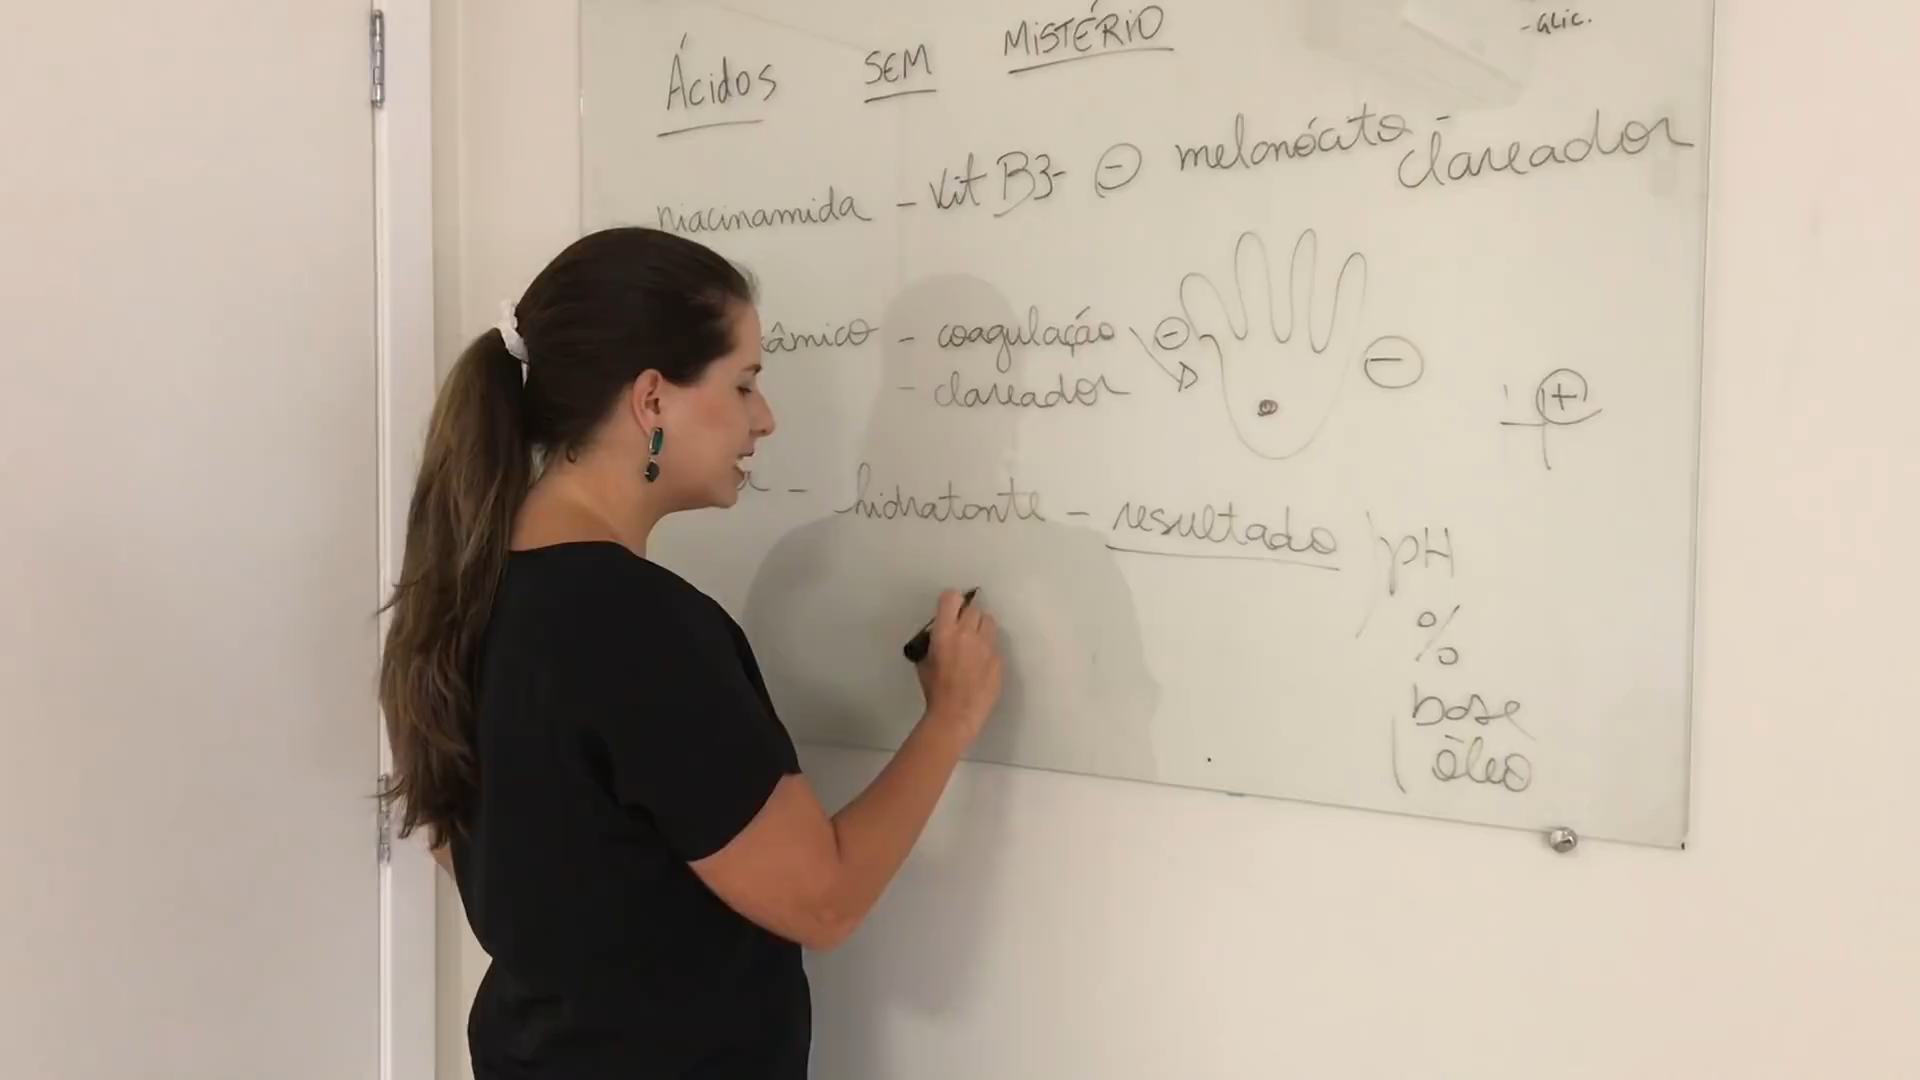 - GLIC.
Ácidos SEM MISTÉRIO
niacinamida - Vit B3- ⊖ melanócito clareador
âmico - coagulação
- clareador
- hidratante - resultado
pH
%
base
óleo